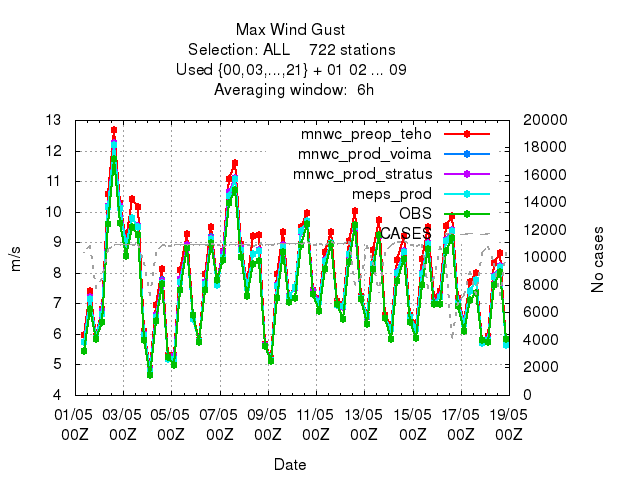 Max Wind Gust
Selection: ALL 722 stations
Used {00,03,...,21} + 01 02 ... 09
Averaging window: 6h
13 20000
12 18000
11 16000
10 14000
9 12000
8 10000
7 8000
6 6000
5 4000
4 2000
0
mnwc_preop_teho
mnwc_prod_voima
mnwc_prod_stratus
meps_prod
OBS
CASES
m/s
No cases
01/05 03/05 05/05 07/05 09/05 11/05 13/05 15/05 17/05 19/05
00Z 00Z 00Z 00Z 00Z 00Z 00Z 00Z 00Z 00Z
Date